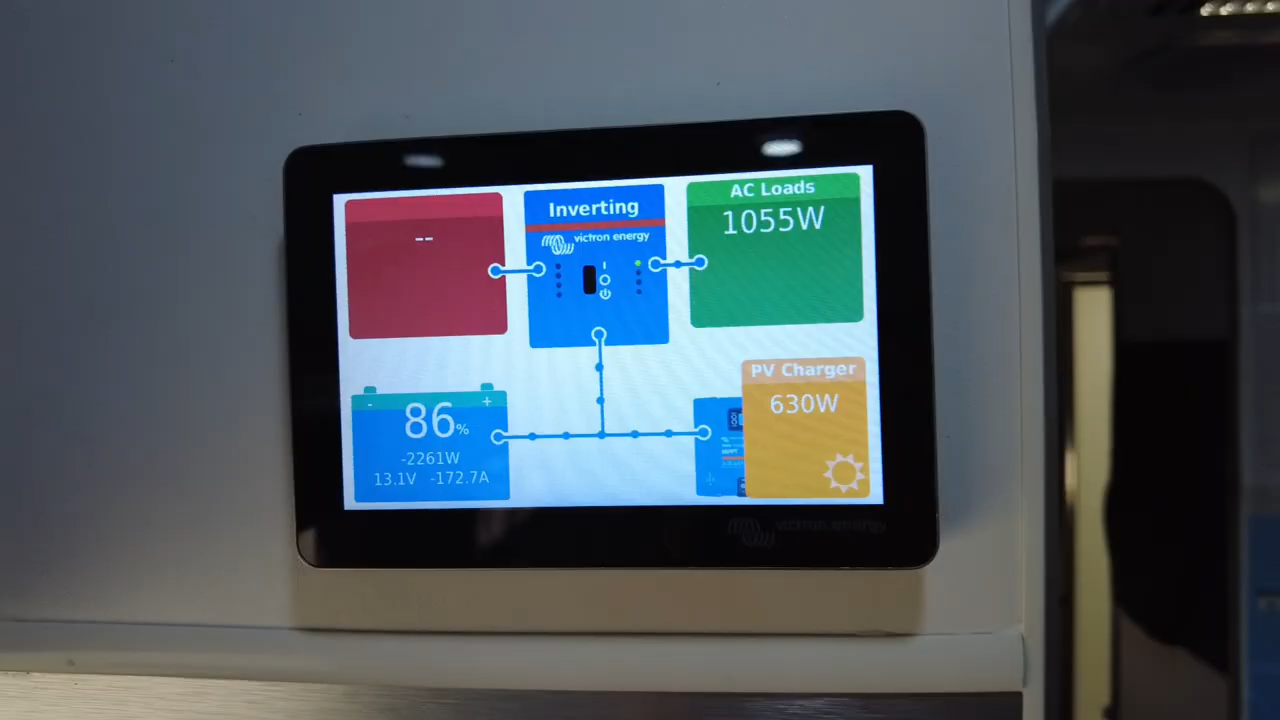 --
Inverting
victron energy
I
AC Loads
1055W
- +
86%
-2261W
13.1V -172.7A
PV Charger
630W
victron energy